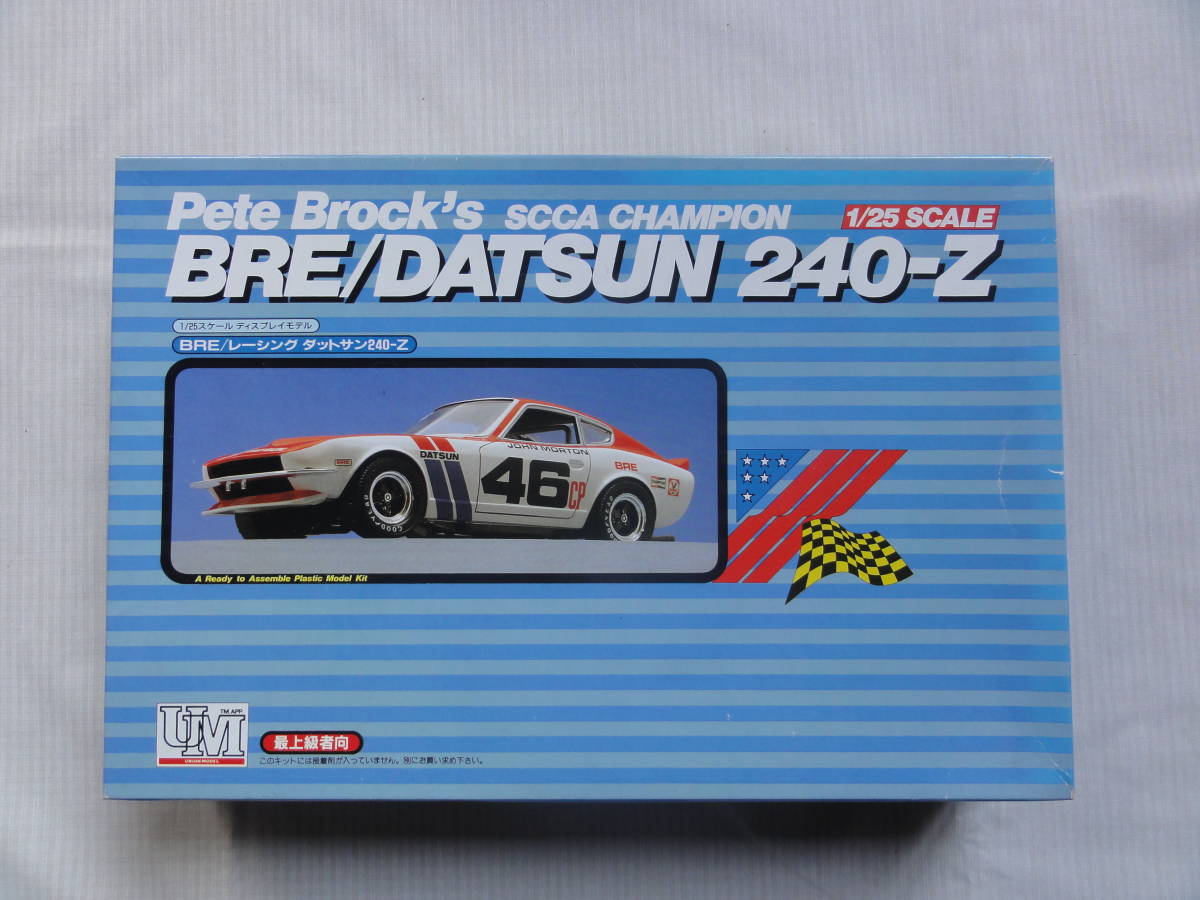 Pete Brock's SCCA CHAMPION 1/25 SCALE
BRE/DATSUN 240-Z
1/25スケール ディスプレイモデル
BRE/レーシング ダットサン240-Z
JOHN MORTON
DATSUN
BRE
46
CP
BRE
GOODYEAR
A Ready to Assemble Plastic Model Kit
TM.APP.
UM
UNION MODEL
最上級者向
このキットには接着剤が入っていません。別にお買い求め下さい。